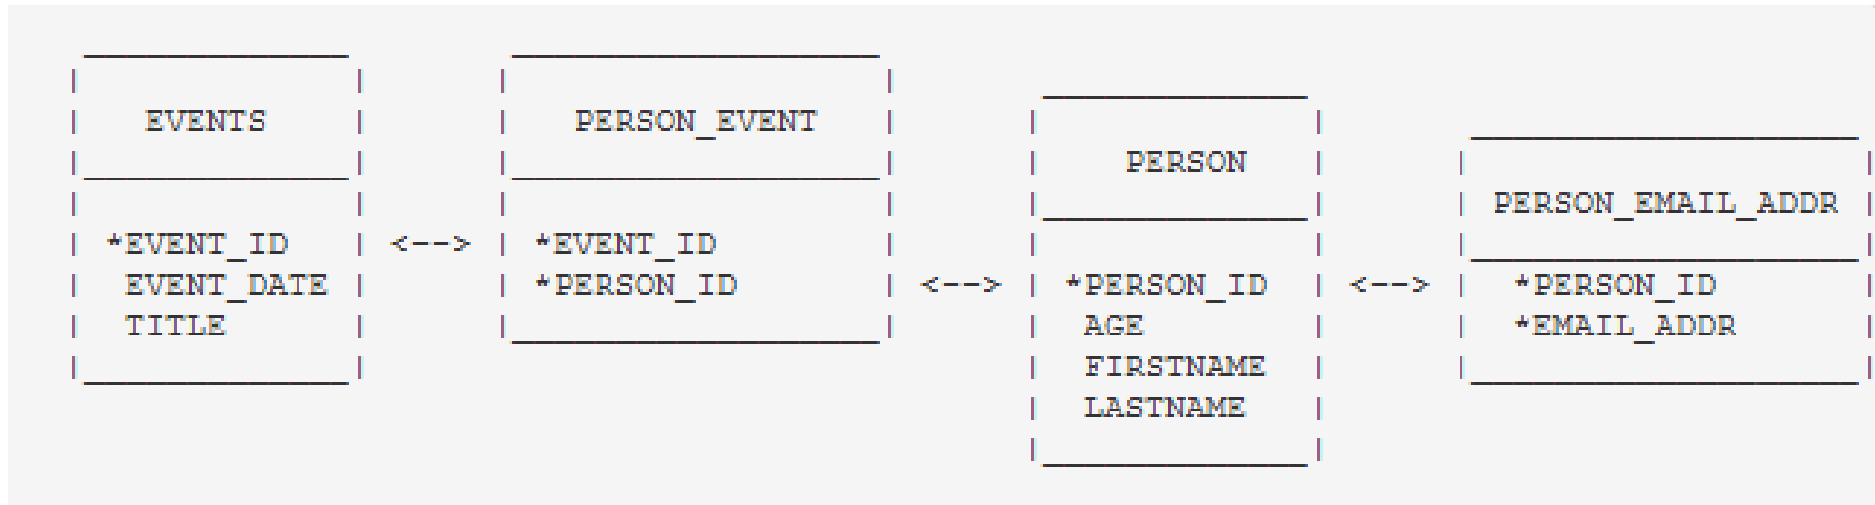 EVENTS
*EVENT_ID
EVENT_DATE
TITLE
<-->
PERSON_EVENT
*EVENT_ID
*PERSON_ID
<-->
PERSON
*PERSON_ID
AGE
FIRSTNAME
LASTNAME
<-->
PERSON_EMAIL_ADDR
*PERSON_ID
*EMAIL_ADDR